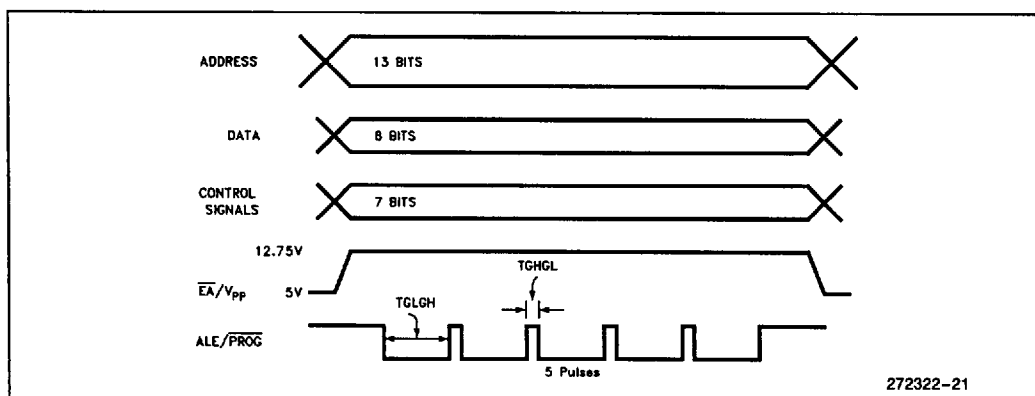 ADDRESS
13 BITS
DATA
8 BITS
CONTROL
SIGNALS
7 BITS
12.75V
TGHGL
EA/VPP
5V
TGLGH
ALE/PROG
5 Pulses
272322-21